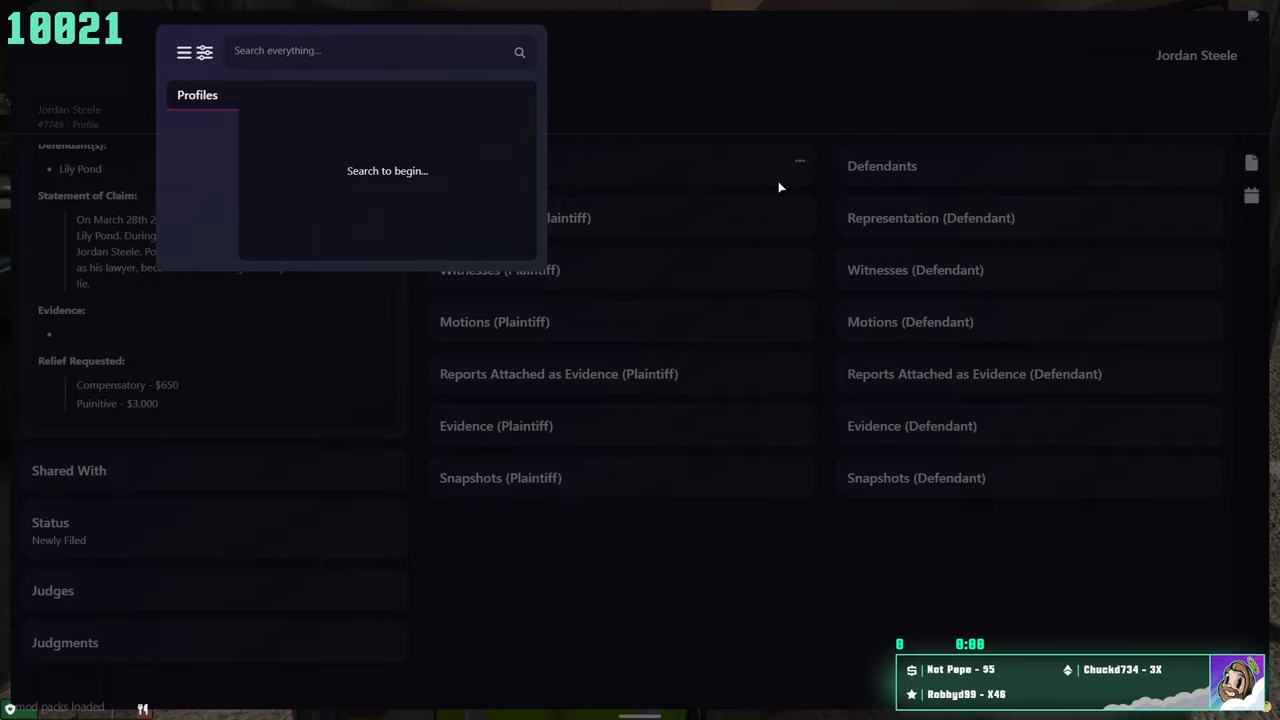 10021
Search everything...
Jordan Steele
Profiles
Search to begin...
Jordan Steele
#7749 - Profile
Defendant(s):
Lily Pond
Statement of Claim:
On March 28th 2
Lily Pond. During
Jordan Steele. Po
as his lawyer, bec
lie.
Evidence:
Relief Requested:
Compensatory - $650
Puinitive - $3,000
Shared With
Status
Newly Filed
Judges
Judgments
laintiff)
Witnesses (Plaintiff)
Motions (Plaintiff)
Reports Attached as Evidence (Plaintiff)
Evidence (Plaintiff)
Snapshots (Plaintiff)
Defendants
Representation (Defendant)
Witnesses (Defendant)
Motions (Defendant)
Reports Attached as Evidence (Defendant)
Evidence (Defendant)
Snapshots (Defendant)
0 0:00
Not Pepe - 95
Chuckd734 - 3X
Robbyd99 - X46
mod packs loaded